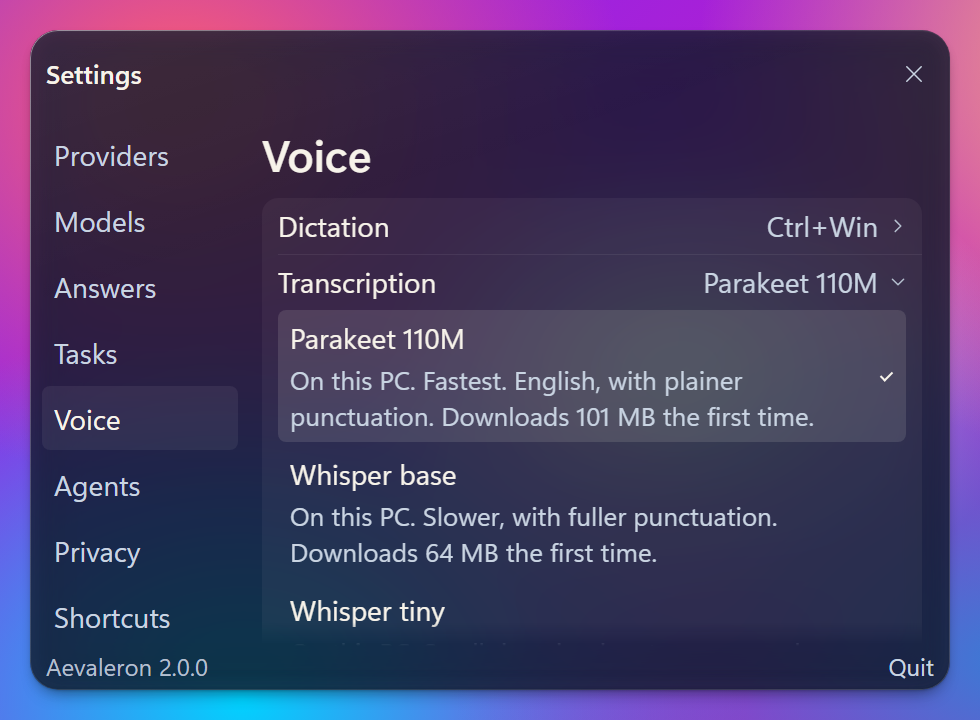 Settings
Providers
Models
Answers
Tasks
Voice
Agents
Privacy
Shortcuts
Voice
Dictation Ctrl+Win
Transcription Parakeet 110M
Parakeet 110M
On this PC. Fastest. English, with plainer
punctuation. Downloads 101 MB the first time.
Whisper base
On this PC. Slower, with fuller punctuation.
Downloads 64 MB the first time.
Whisper tiny
Aevaleron 2.0.0
Quit